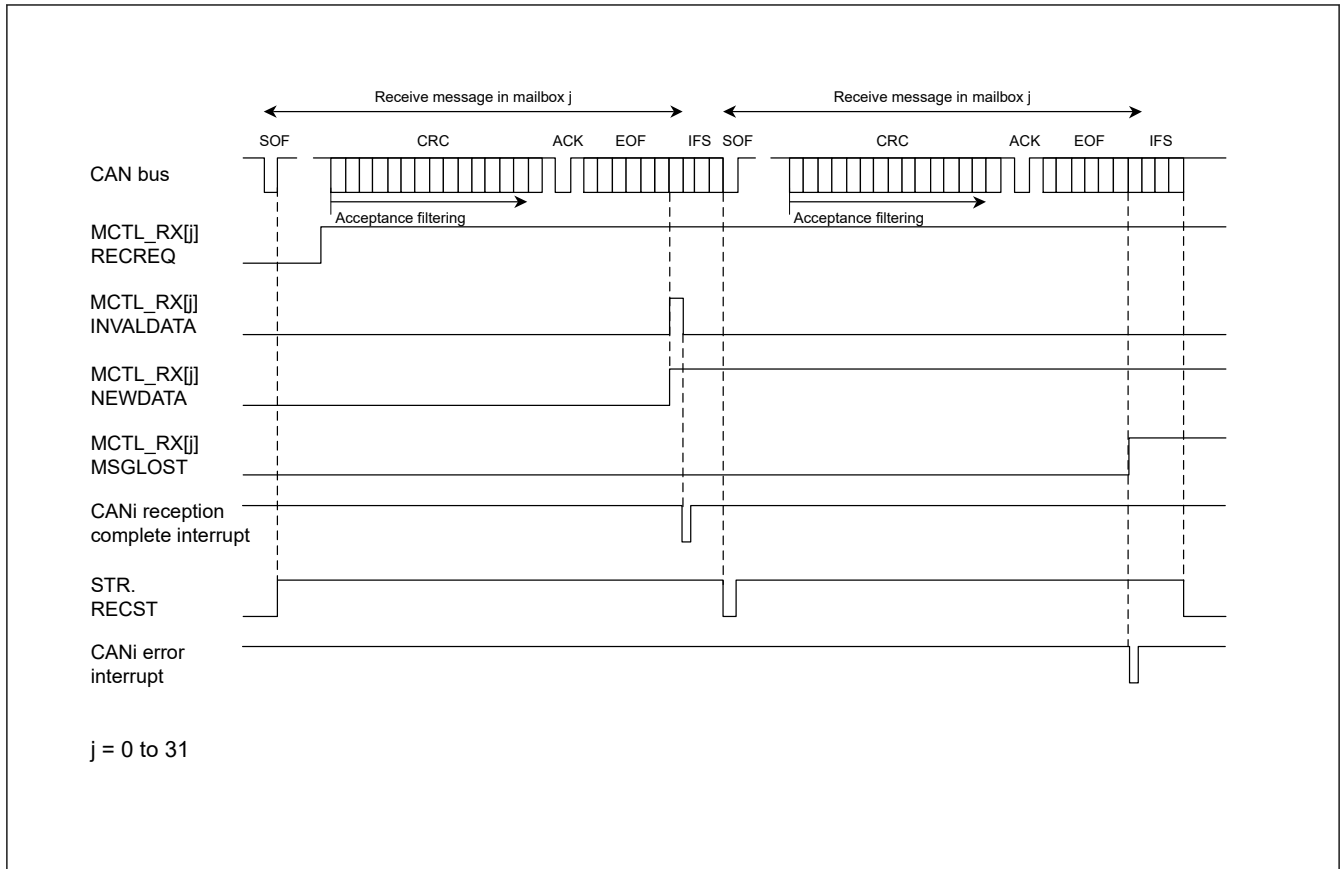 Receive message in mailbox j Receive message in mailbox j
SOF CRC ACK EOF IFS SOF CRC ACK EOF IFS
CAN bus
Acceptance filtering Acceptance filtering
MCTL_RX[j]
RECREQ
MCTL_RX[j]
INVALDATA
MCTL_RX[j]
NEWDATA
MCTL_RX[j]
MSGLOST
CANi reception
complete interrupt
STR.
RECST
CANi error
interrupt
j = 0 to 31